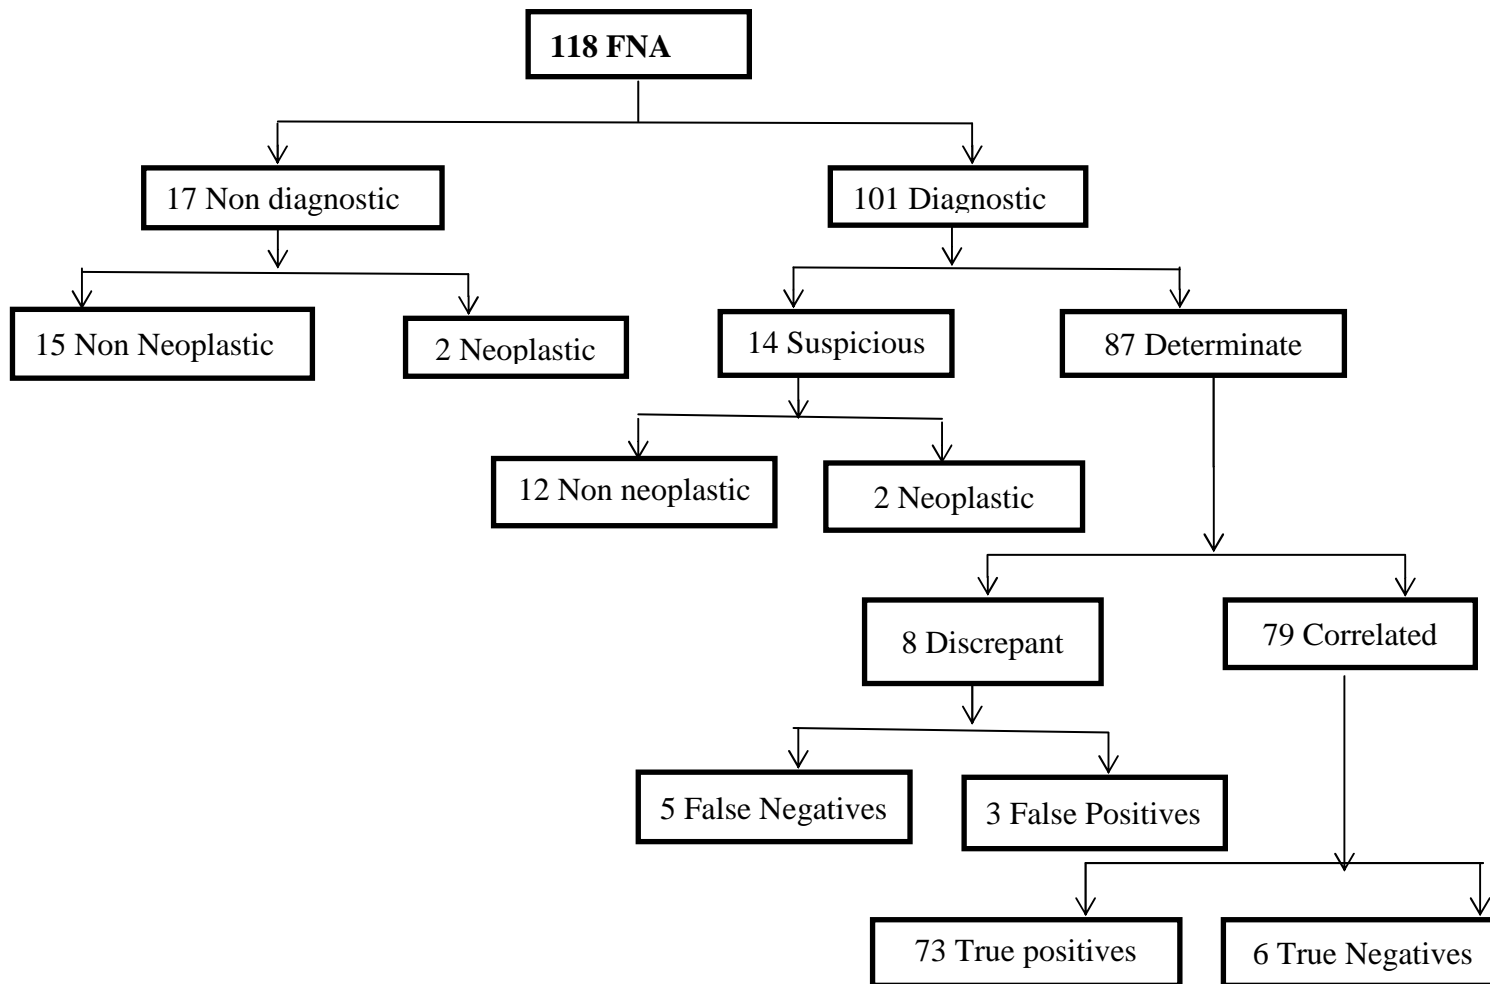 118 FNA
17 Non diagnostic
101 Diagnostic
15 Non Neoplastic
2 Neoplastic
14 Suspicious
87 Determinate
12 Non neoplastic
2 Neoplastic
8 Discrepant
79 Correlated
5 False Negatives
3 False Positives
73 True positives
6 True Negatives